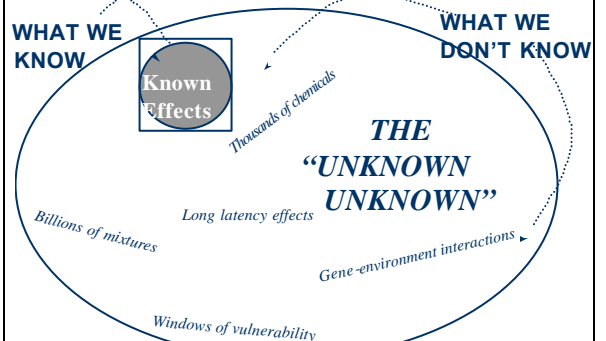 WHAT WE
KNOW
WHAT WE
DON'T KNOW
Known
Effects
Thousands of chemicals
THE
“UNKNOWN
UNKNOWN”
Long latency effects
Billions of mixtures
Gene-environment interactions
Windows of vulnerability